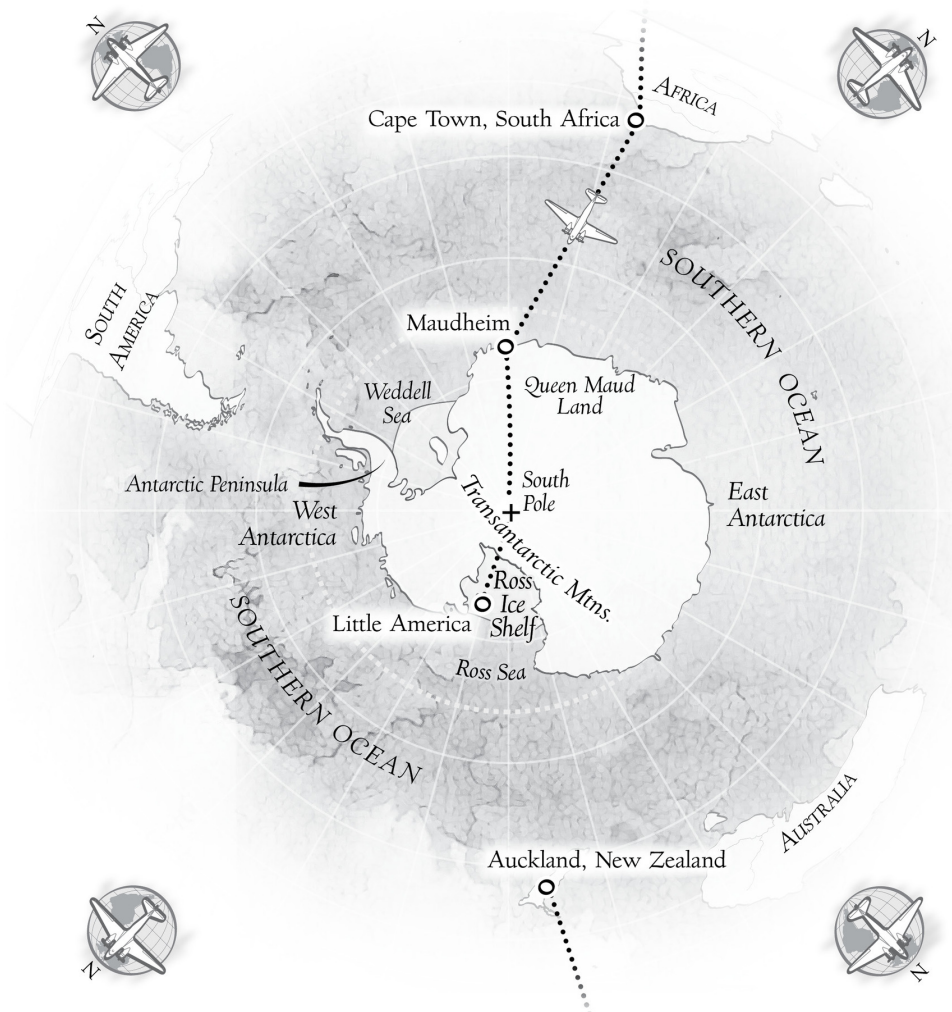 N
N
AFRICA
Cape Town, South Africa
SOUTHERN OCEAN
SOUTH
AMERICA
Maudheim
Weddell
Sea
Queen Maud
Land
Antarctic Peninsula
South
Pole
West
Antarctica
East
Antarctica
Transantarctic Mtns.
Ross
Ice
Shelf
Little America
Ross Sea
SOUTHERN OCEAN
AUSTRALIA
Auckland, New Zealand
N
N